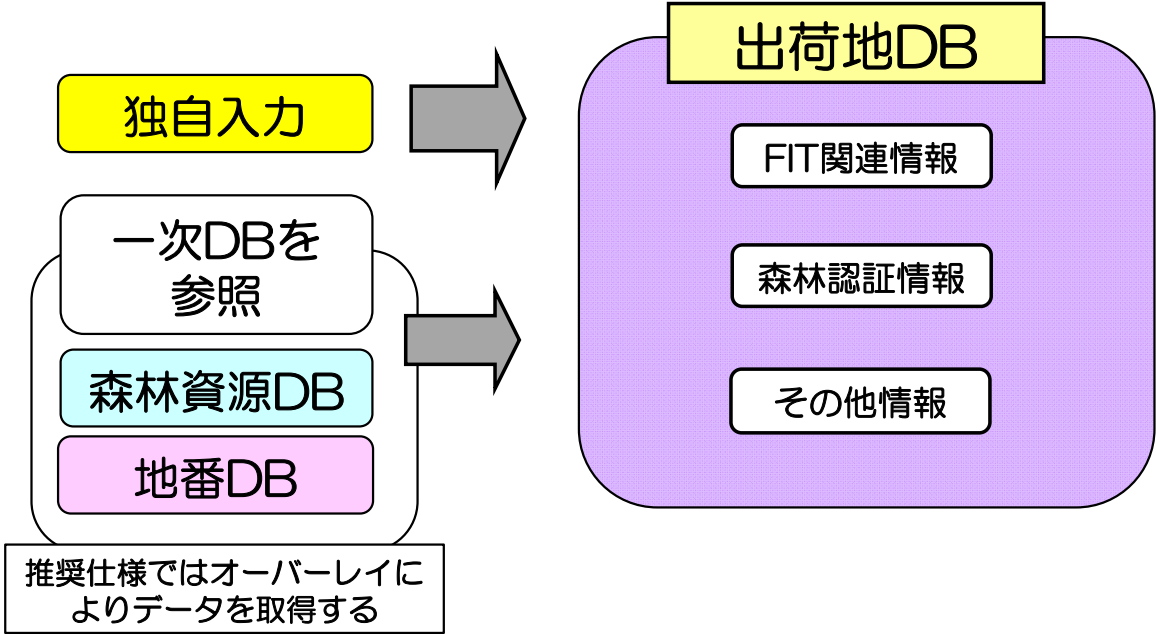 出荷地DB
独自入力
FIT関連情報
一次DBを
参照
森林認証情報
森林資源DB
その他情報
地番DB
推奨仕様ではオーバーレイに
よりデータを取得する